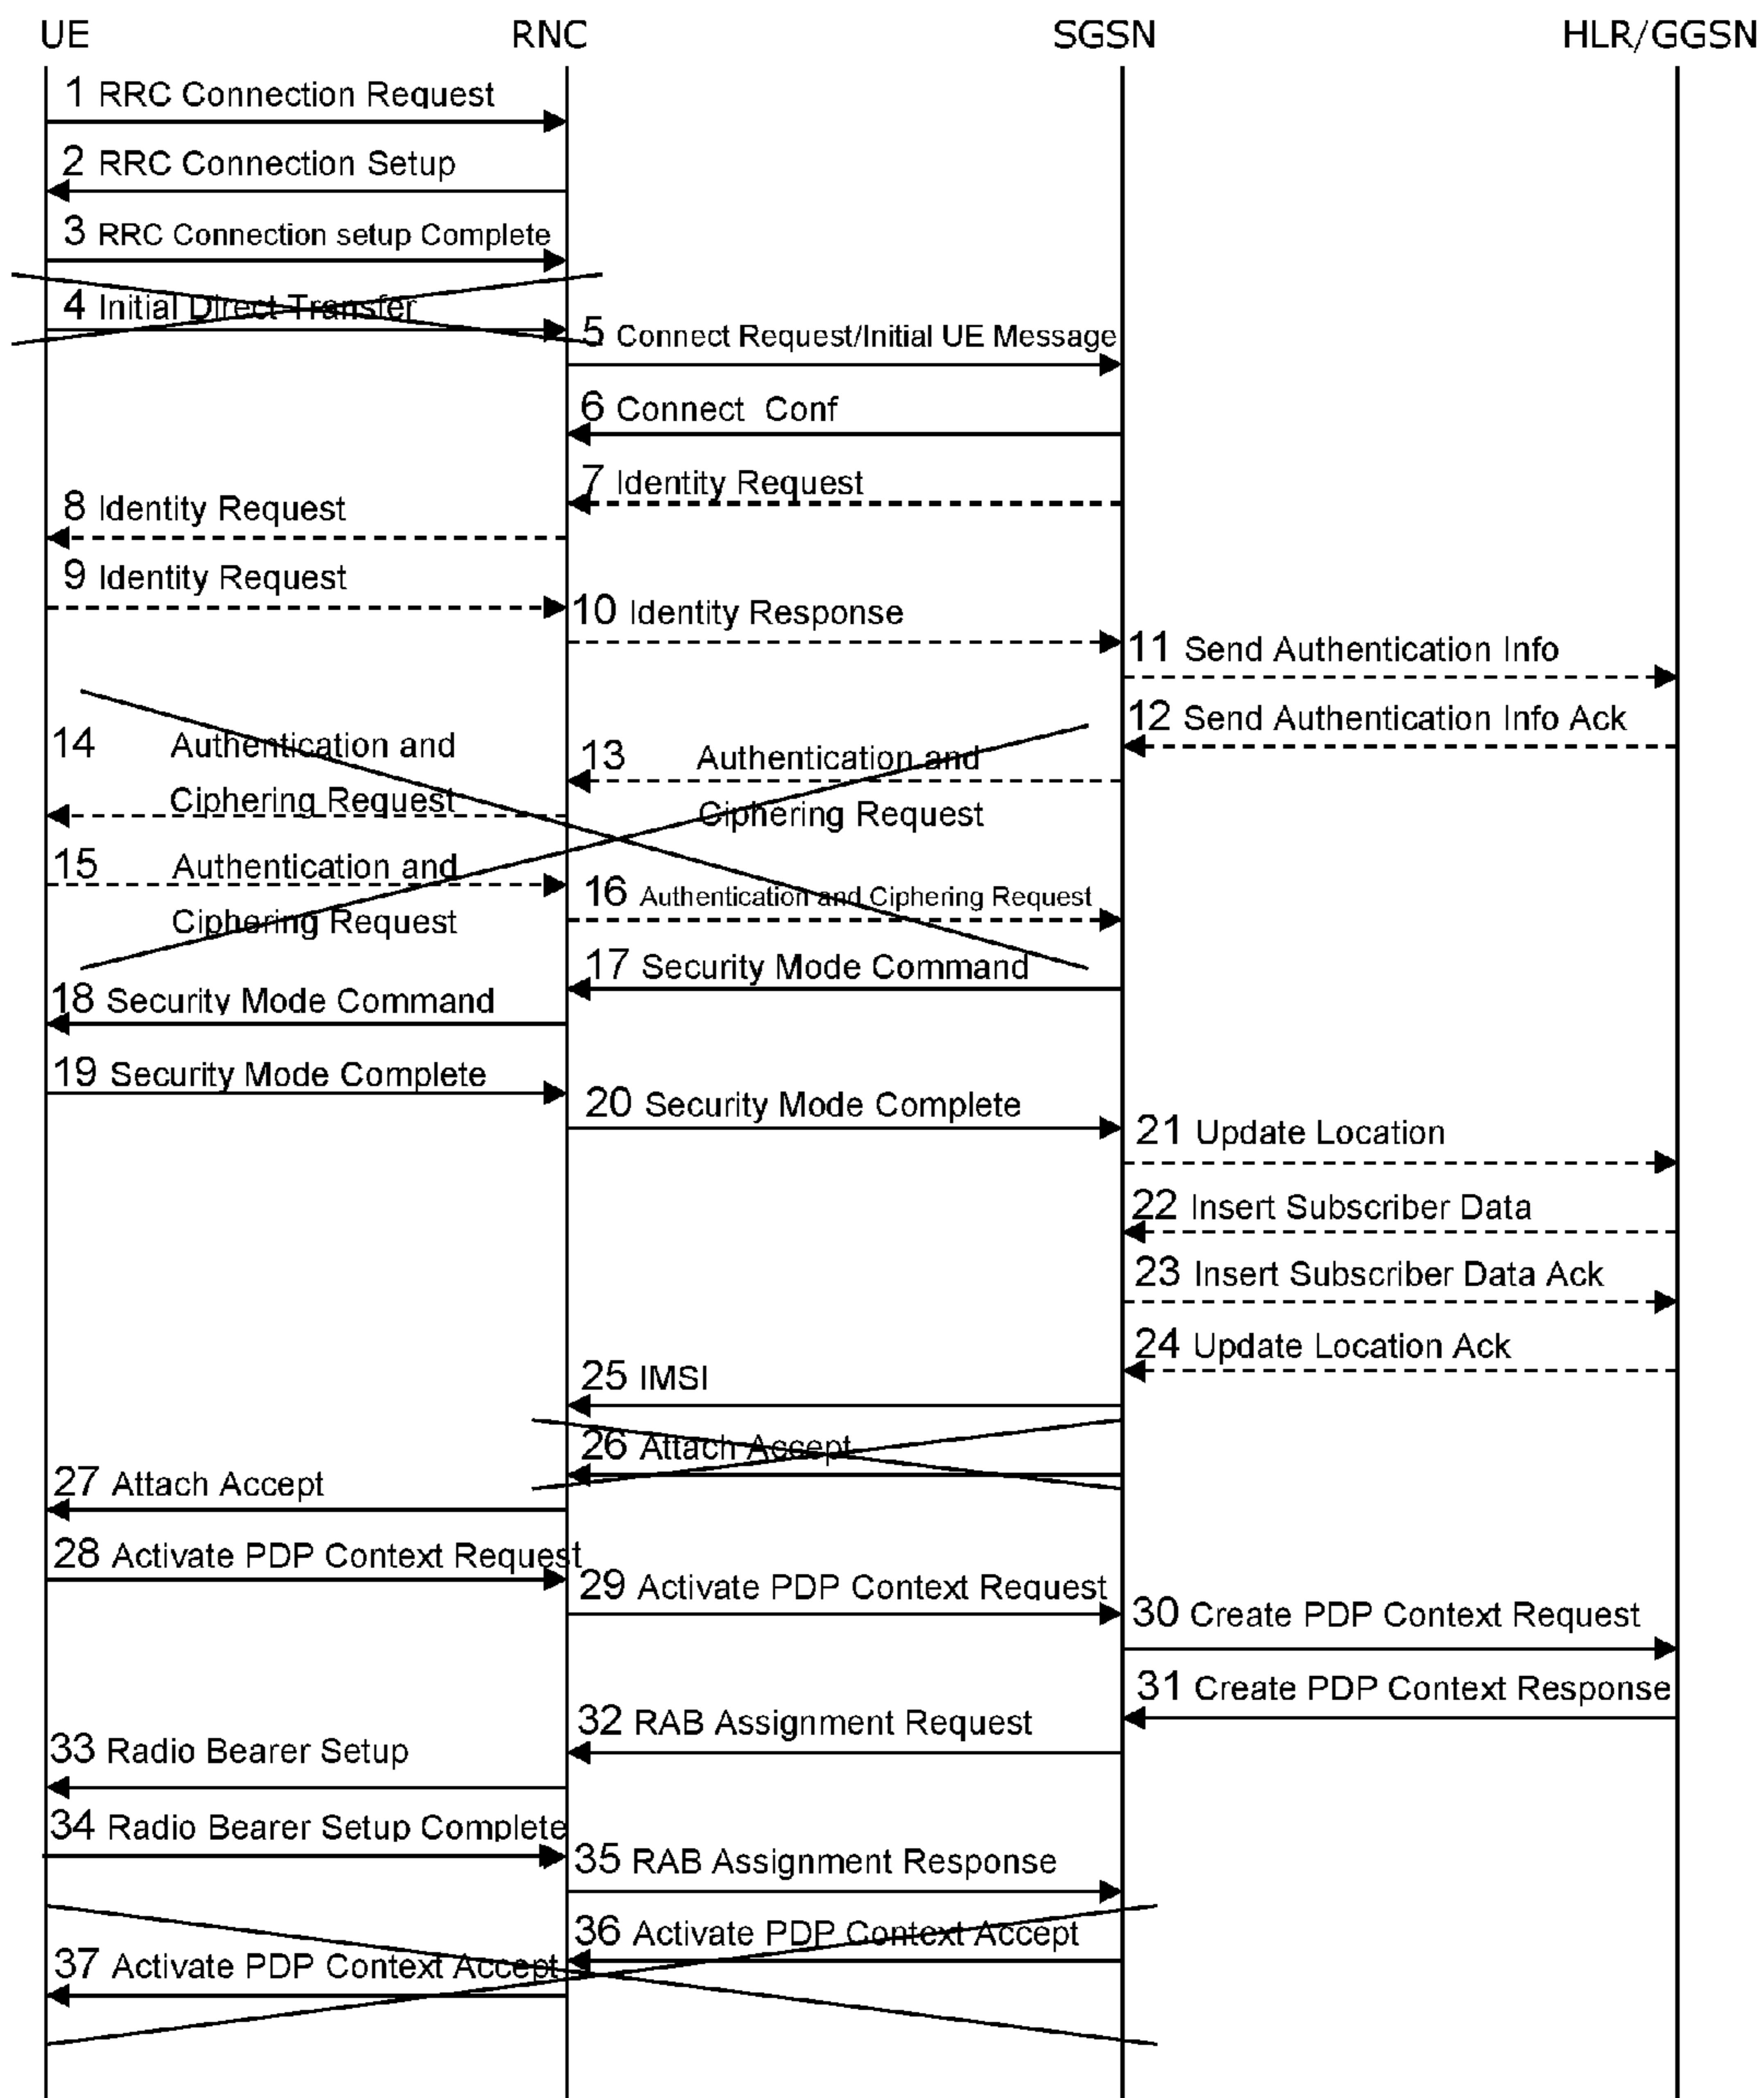 UE RNC SGSN HLR/GGSN
1 RRC Connection Request
2 RRC Connection Setup
3 RRC Connection setup Complete
4 Initial Direct Transfer
5 Connect Request/Initial UE Message
6 Connect Conf
7 Identity Request
8 Identity Request
9 Identity Request
10 Identity Response
11 Send Authentication Info
12 Send Authentication Info Ack
13 Authentication and
Ciphering Request
14 Authentication and
Ciphering Request
15 Authentication and
Ciphering Request
16 Authentication and Ciphering Request
17 Security Mode Command
18 Security Mode Command
19 Security Mode Complete
20 Security Mode Complete
21 Update Location
22 Insert Subscriber Data
23 Insert Subscriber Data Ack
24 Update Location Ack
25 IMSI
26 Attach Accept
27 Attach Accept
28 Activate PDP Context Request
29 Activate PDP Context Request
30 Create PDP Context Request
31 Create PDP Context Response
32 RAB Assignment Request
33 Radio Bearer Setup
34 Radio Bearer Setup Complete
35 RAB Assignment Response
36 Activate PDP Context Accept
37 Activate PDP Context Accept